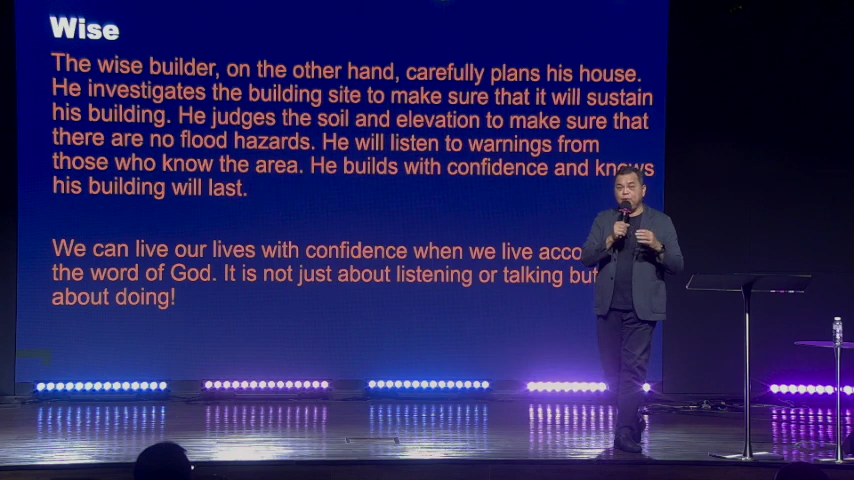 Wise
The wise builder, on the other hand, carefully plans his house.
He investigates the building site to make sure that it will sustain
his building. He judges the soil and elevation to make sure that
there are no flood hazards. He will listen to warnings from
those who know the area. He builds with confidence and knows
his building will last.
We can live our lives with confidence when we live acco
the word of God. It is not just about listening or talking but
about doing!